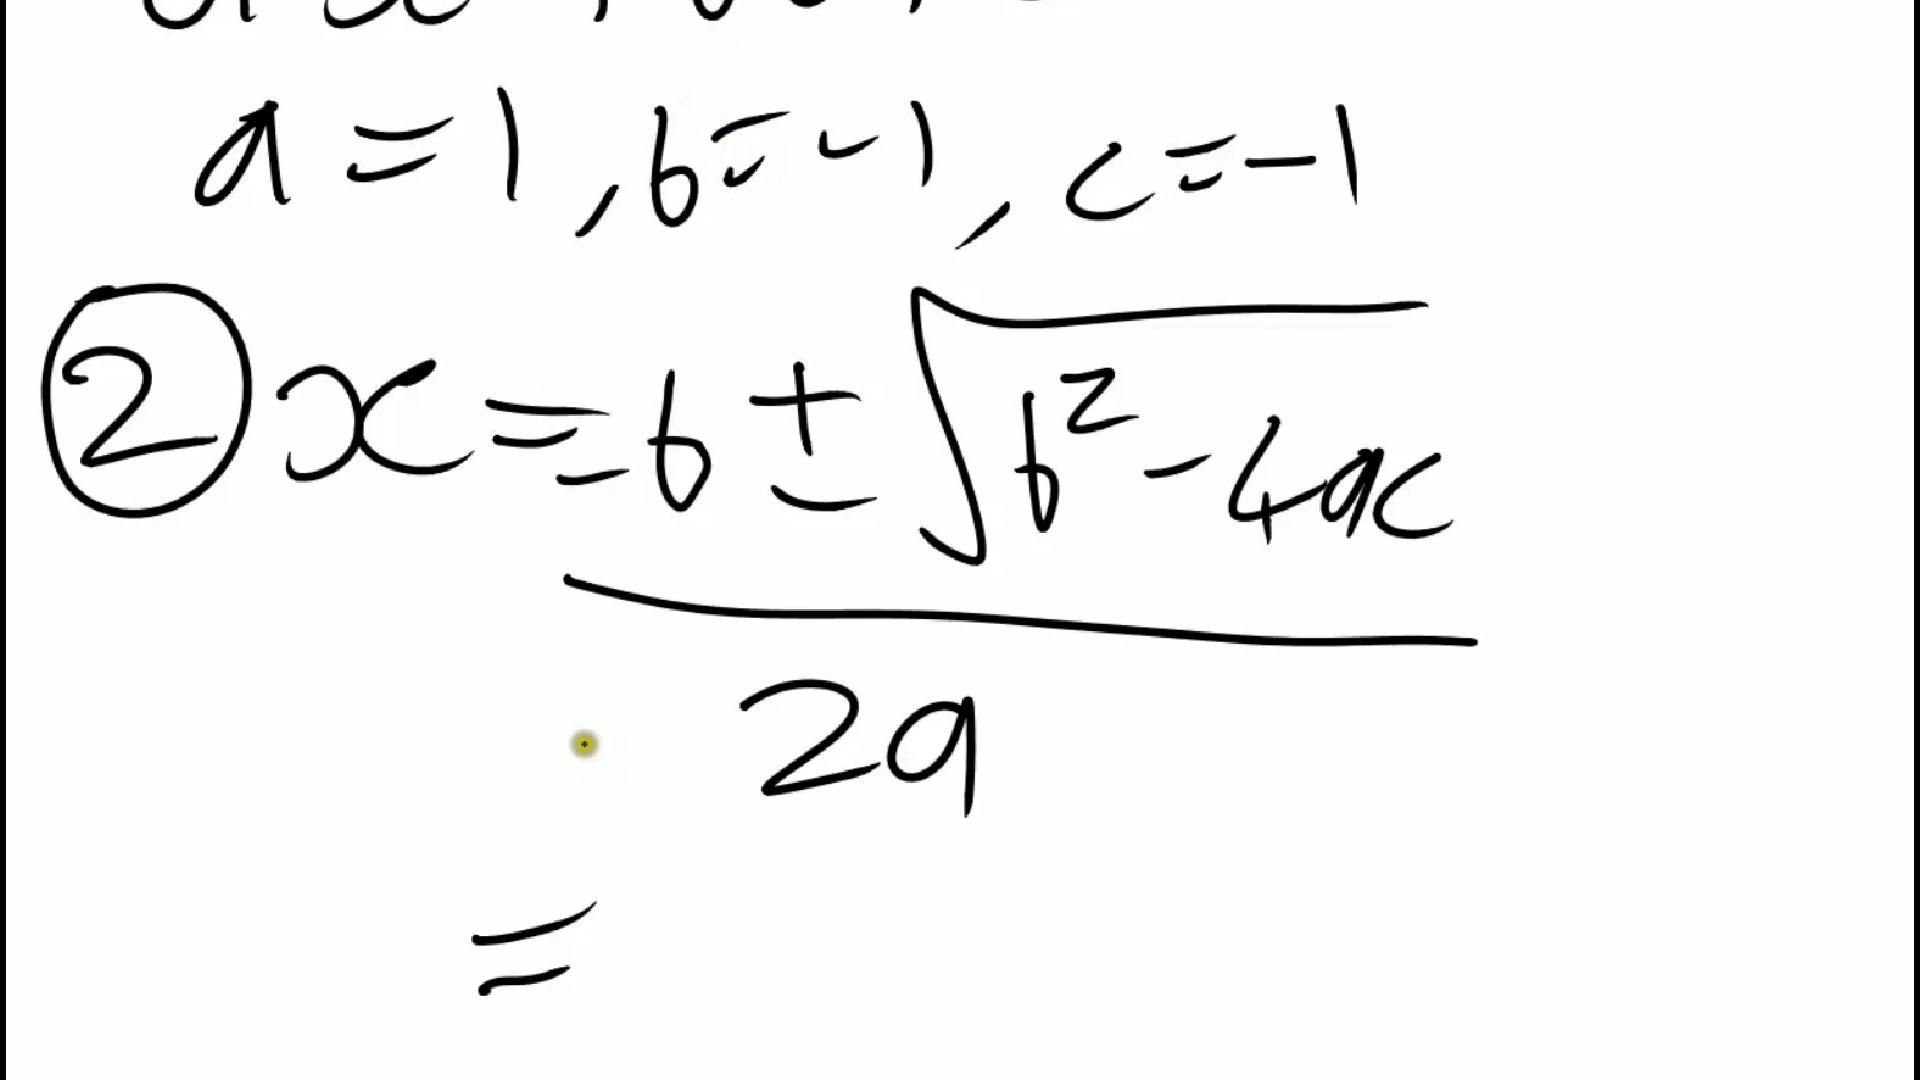 a = 1 , b = -1 , c = -1
② x = -b ± √b² - 4ac
2a
=